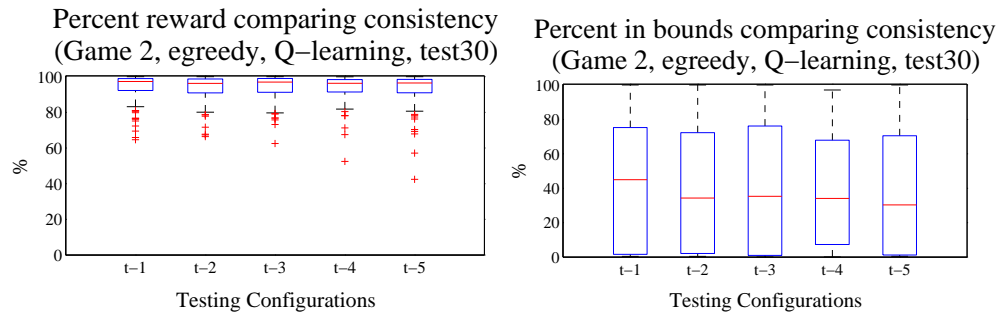 Percent reward comparing consistency
(Game 2, egreedy, Q−learning, test30)
100
80
60
40
20
0
%
t−1 t−2 t−3 t−4 t−5
Testing Configurations
Percent in bounds comparing consistency
(Game 2, egreedy, Q−learning, test30)
100
80
60
40
20
0
%
t−1 t−2 t−3 t−4 t−5
Testing Configurations